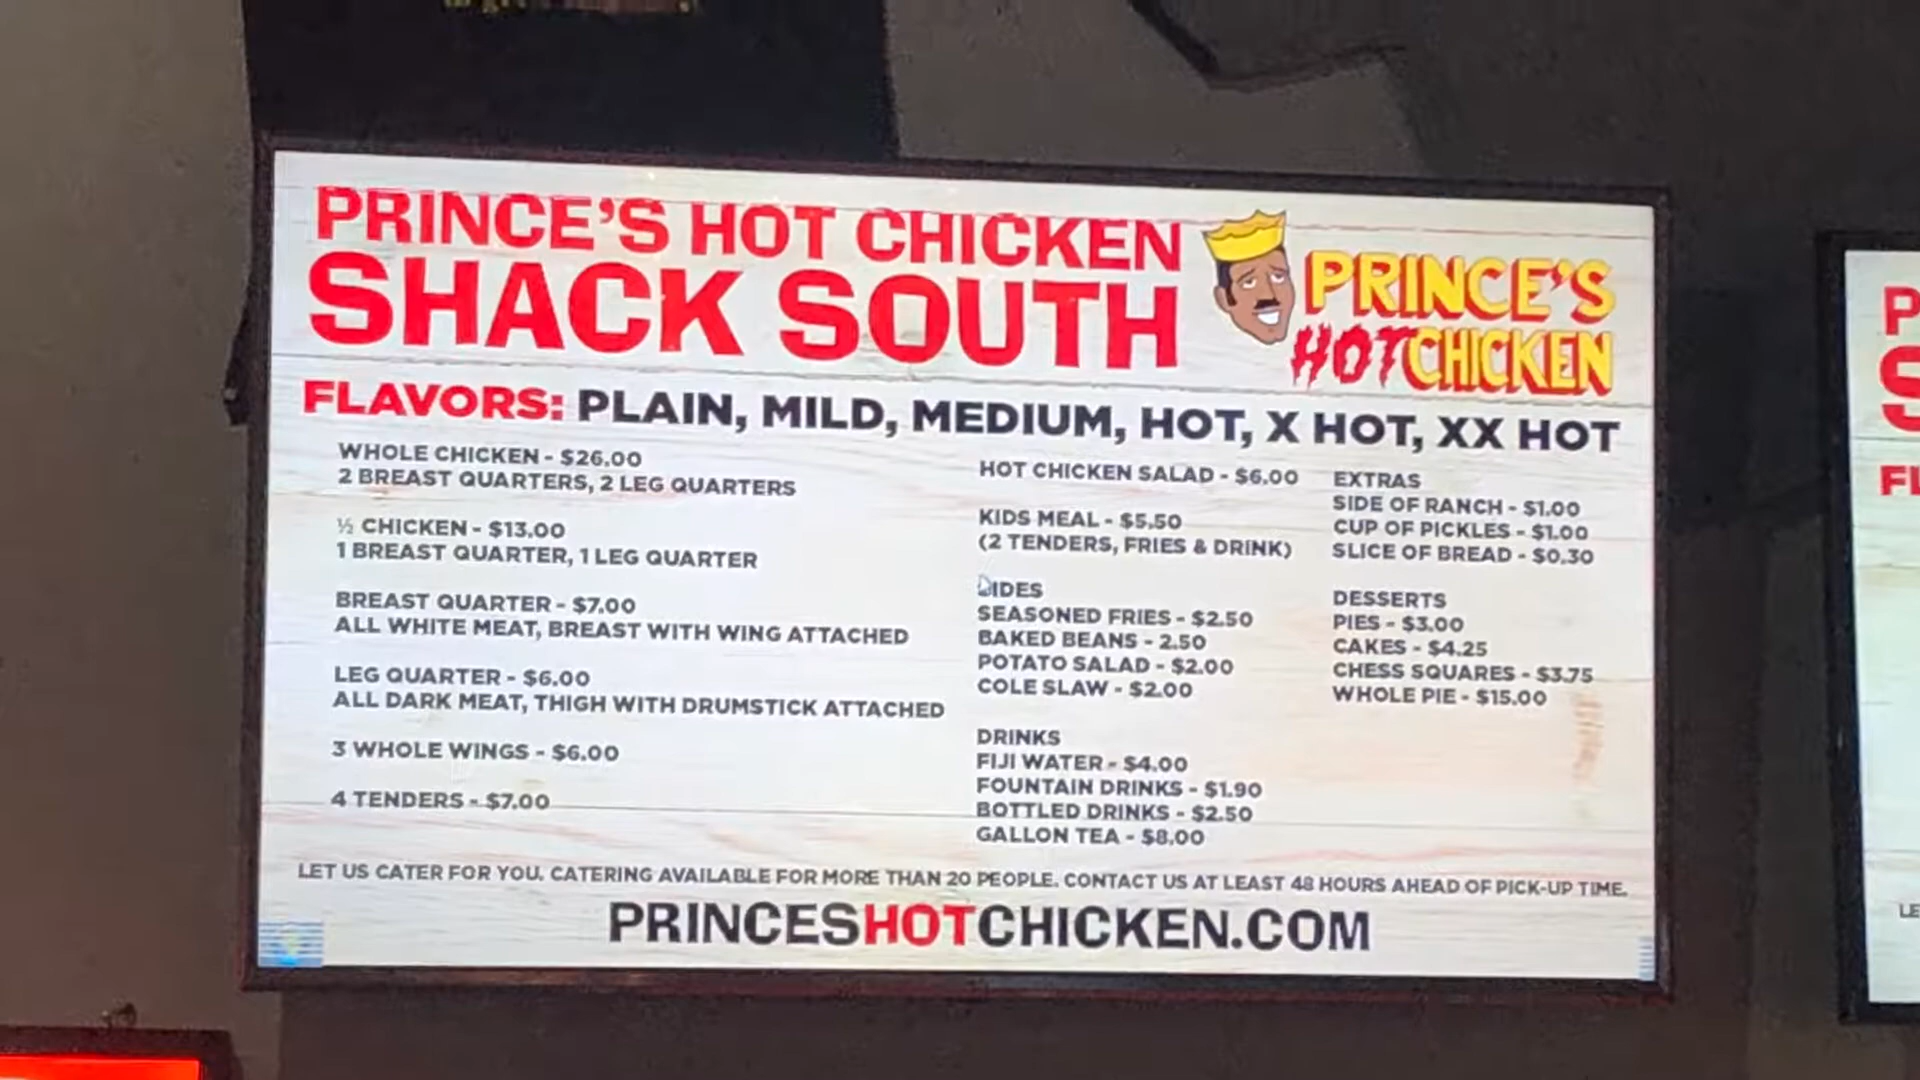 PRINCE'S HOT CHICKEN
SHACK SOUTH
PRINCE'S
HOTCHICKEN
FLAVORS: PLAIN, MILD, MEDIUM, HOT, X HOT, XX HOT
WHOLE CHICKEN - $26.00
2 BREAST QUARTERS, 2 LEG QUARTERS
½ CHICKEN - $13.00
1 BREAST QUARTER, 1 LEG QUARTER
BREAST QUARTER - $7.00
ALL WHITE MEAT, BREAST WITH WING ATTACHED
LEG QUARTER - $6.00
ALL DARK MEAT, THIGH WITH DRUMSTICK ATTACHED
3 WHOLE WINGS - $6.00
4 TENDERS - $7.00
HOT CHICKEN SALAD - $6.00
KIDS MEAL - $5.50
(2 TENDERS, FRIES & DRINK)
SIDES
SEASONED FRIES - $2.50
BAKED BEANS - 2.50
POTATO SALAD - $2.00
COLE SLAW - $2.00
DRINKS
FIJI WATER - $4.00
FOUNTAIN DRINKS - $1.90
BOTTLED DRINKS - $2.50
GALLON TEA - $8.00
EXTRAS
SIDE OF RANCH - $1.00
CUP OF PICKLES - $1.00
SLICE OF BREAD - $0.30
DESSERTS
PIES - $3.00
CAKES - $4.25
CHESS SQUARES - $3.75
WHOLE PIE - $15.00
LET US CATER FOR YOU. CATERING AVAILABLE FOR MORE THAN 20 PEOPLE. CONTACT US AT LEAST 48 HOURS AHEAD OF PICK-UP TIME.
PRINCESHOTCHICKEN.COM
P
S
FL
LE